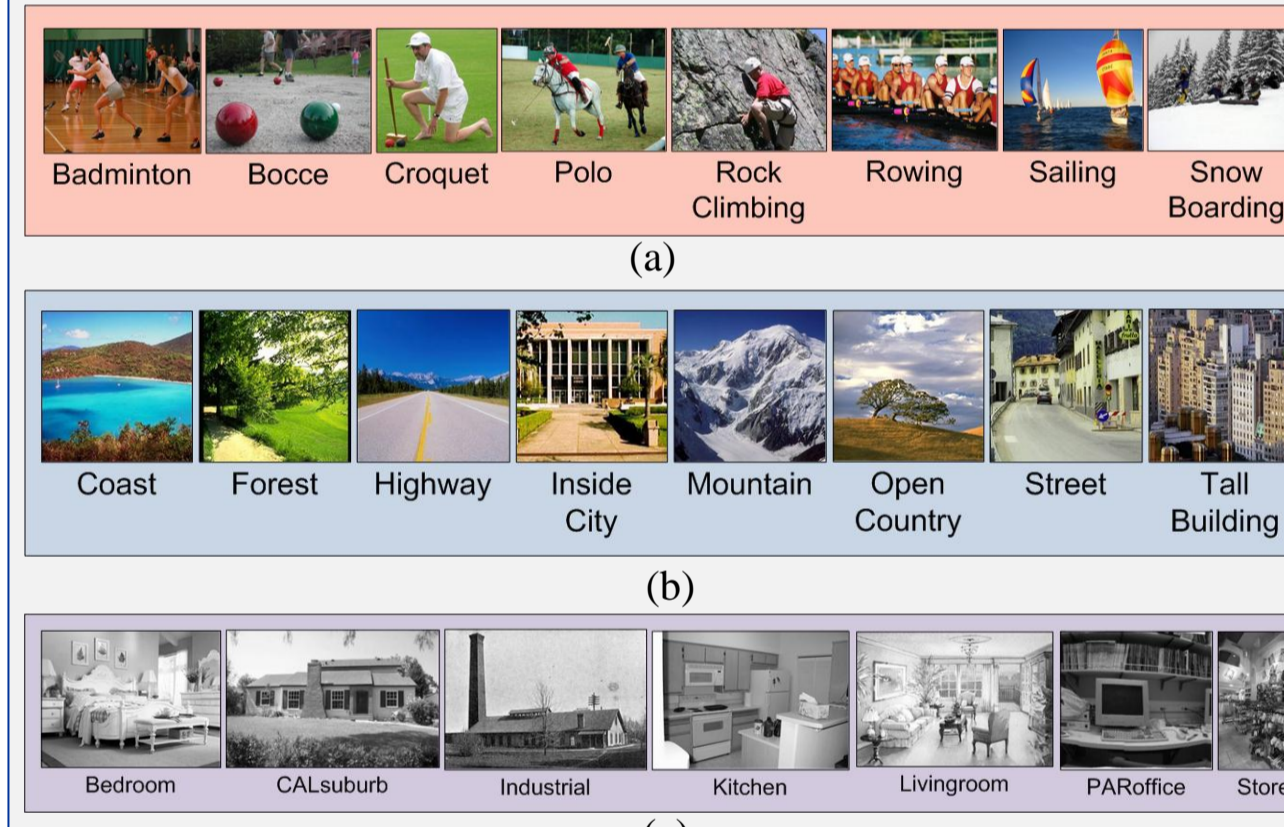 Badminton Bocce Croquet Polo Rock Climbing Rowing Sailing Snow Boarding
(a)
Coast Forest Highway Inside City Mountain Open Country Street Tall Building
(b)
Bedroom CALsuburb Industrial Kitchen Livingroom PARoffice Store